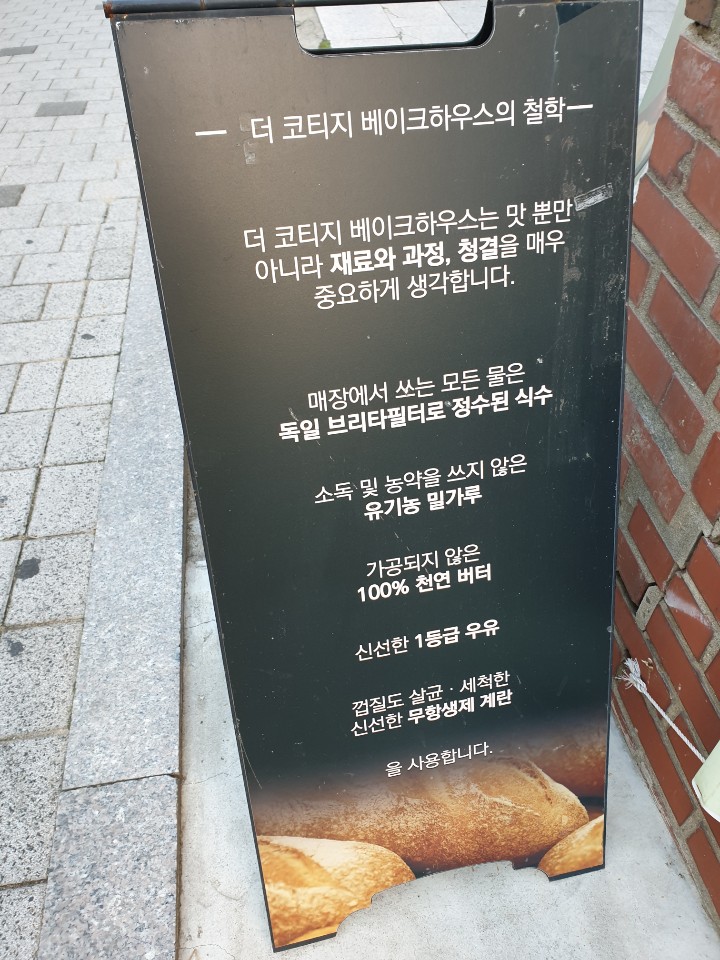 더 코티지 베이크하우스의 철학
더 코티지 베이크하우스는 맛 뿐만
아니라 재료와 과정, 청결을 매우
중요하게 생각합니다.
매장에서 쓰는 모든 물은
독일 브리타필터로 정수된 식수
소독 및 농약을 쓰지 않은
유기농 밀가루
가공되지 않은
100% 천연 버터
신선한 1등급 우유
껍질도 살균 · 세척한
신선한 무항생제 계란
을 사용합니다.